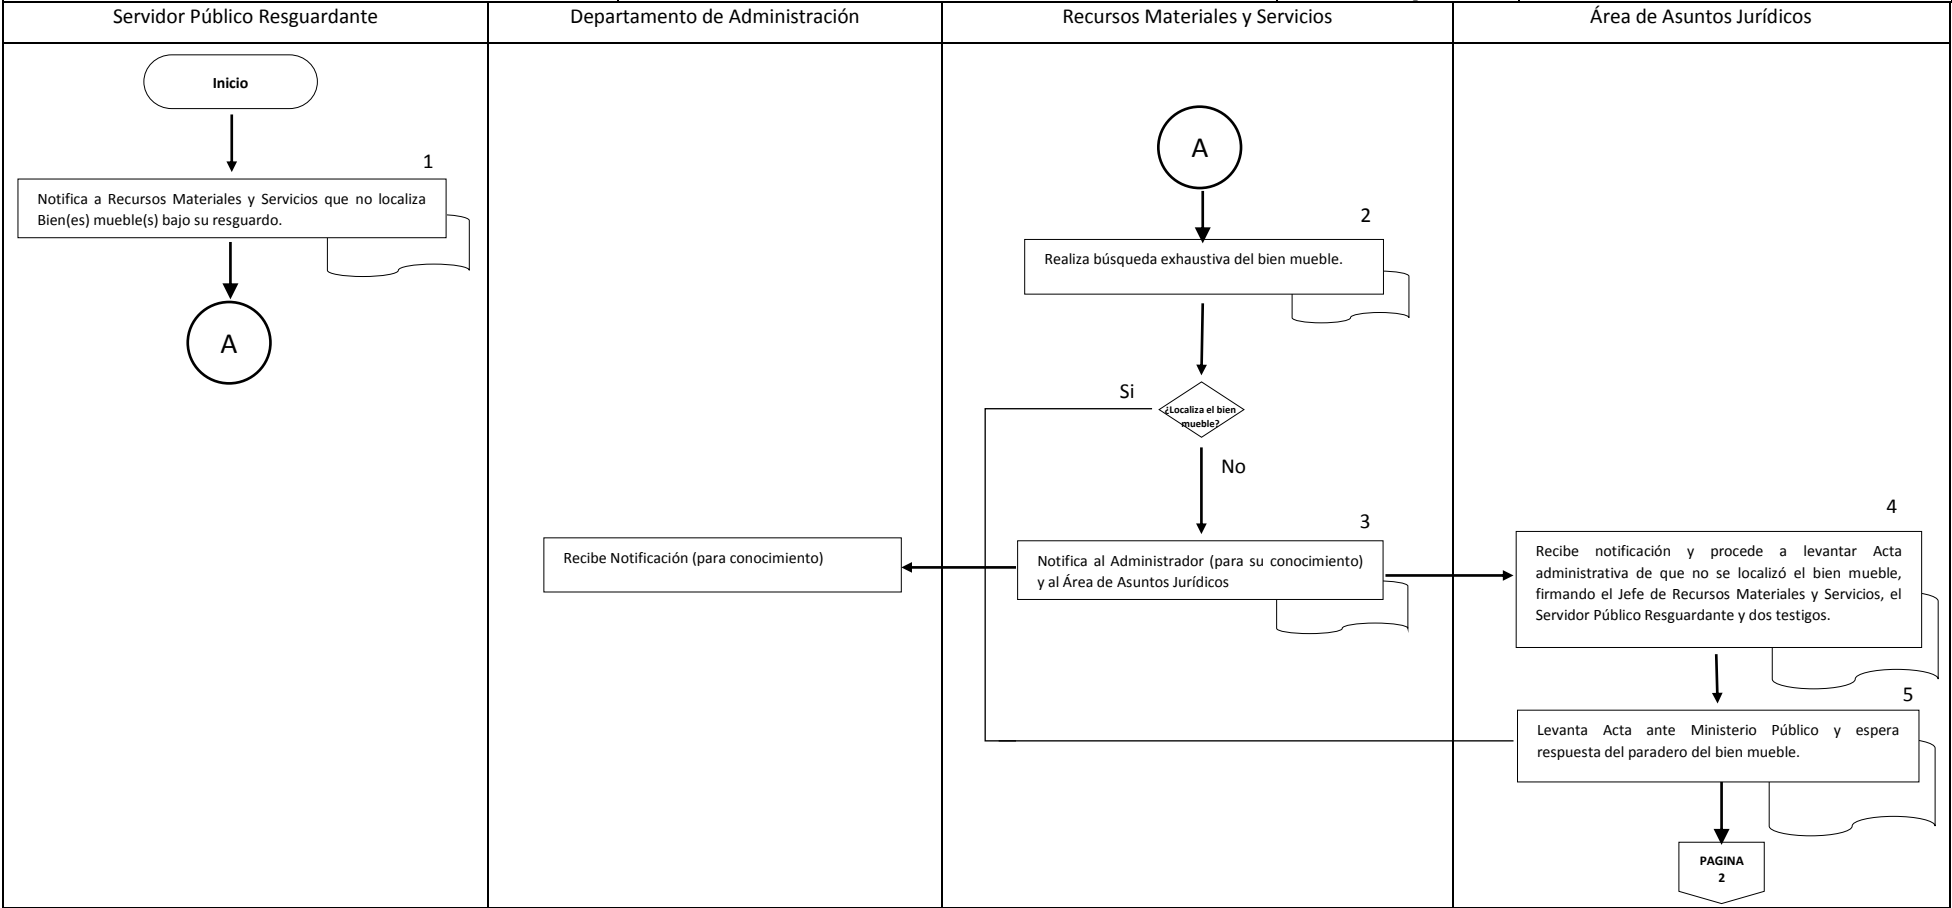 Servidor Público Resguardante
Departamento de Administración
Recursos Materiales y Servicios
Área de Asuntos Jurídicos
Inicio
1
Notifica a Recursos Materiales y Servicios que no localiza
Bien(es) mueble(s) bajo su resguardo.
A
A
2
Realiza búsqueda exhaustiva del bien mueble.
Si
¿Localiza el bien
mueble?
No
3
Notifica al Administrador (para su conocimiento)
y al Área de Asuntos Jurídicos
Recibe Notificación (para conocimiento)
4
Recibe notificación y procede a levantar Acta
administrativa de que no se localizó el bien mueble,
firmando el Jefe de Recursos Materiales y Servicios, el
Servidor Público Resguardante y dos testigos.
5
Levanta Acta ante Ministerio Público y espera
respuesta del paradero del bien mueble.
PAGINA
2